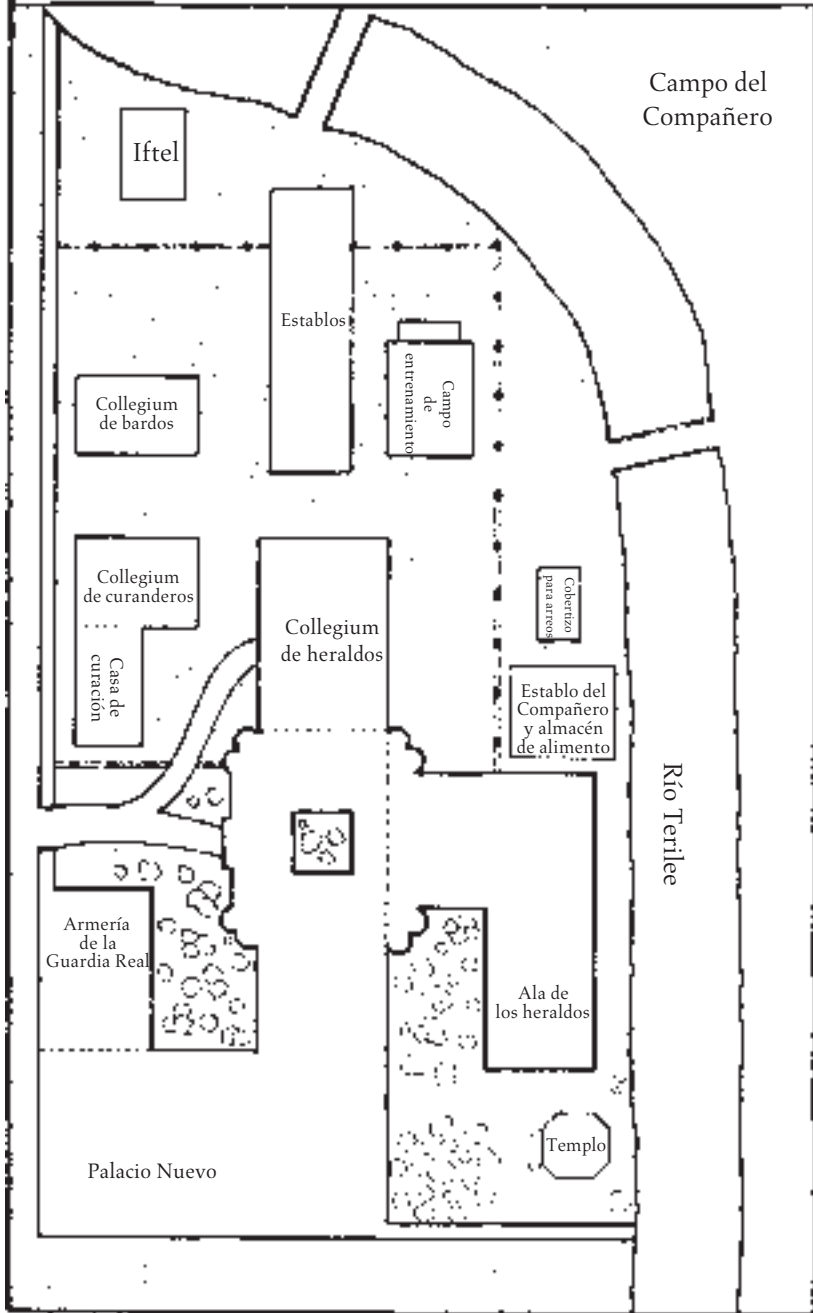 Campo del
Compañero
Iftel
Establos
Campo
de
entrenamiento
Collegium
de bardos
Collegium
de curanderos
Casa de
curación
Collegium
de heraldos
Cobertizo
para arreos
Establo del
Compañero
y almacén
de alimento
Río Terilee
Armería
de la
Guardia Real
Ala de
los heraldos
Templo
Palacio Nuevo